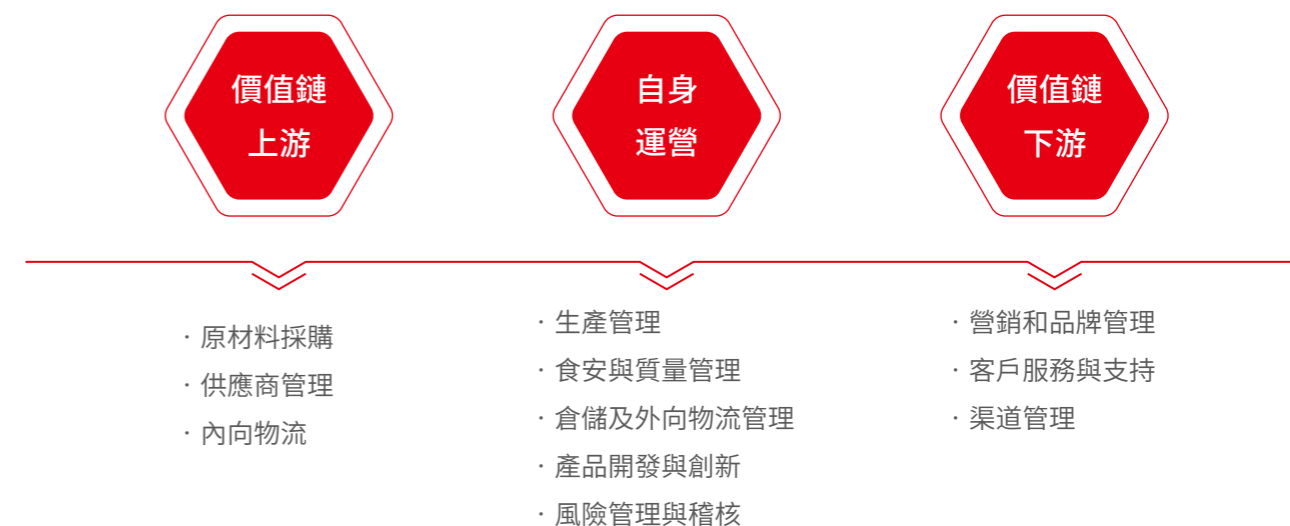 價值鏈
上游
自身
運營
價值鏈
下游
· 原材料採購
· 供應商管理
· 內向物流
· 生產管理
· 食安與質量管理
· 倉儲及外向物流管理
· 產品開發與創新
· 風險管理與稽核
· 營銷和品牌管理
· 客戶服務與支持
· 渠道管理